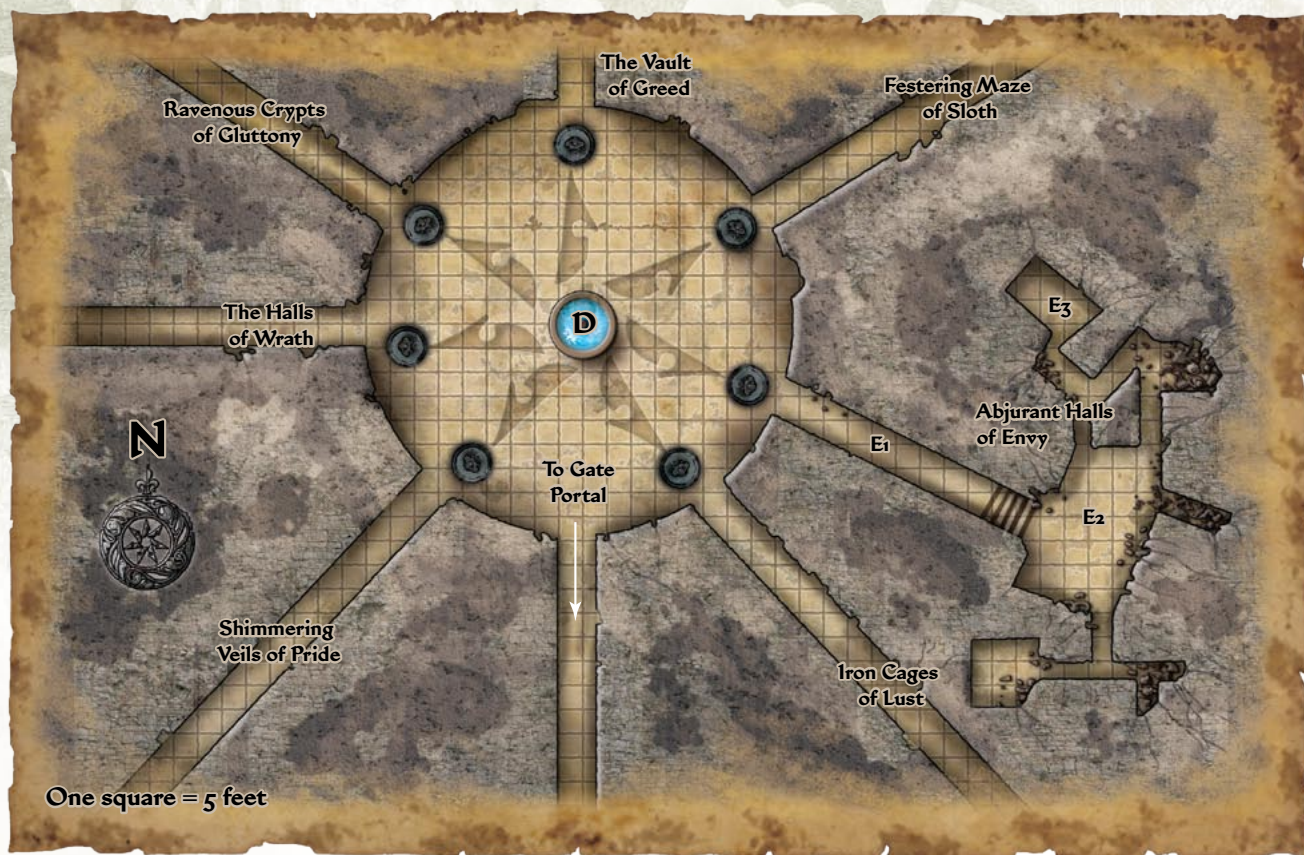 The Vault
of Greed
Festering Maze
of Sloth
Ravenous Crypts
of Gluttony
The Halls
of Wrath
D
E3
Abjurant Halls
of Envy
E1
N
To Gate
Portal
E2
Shimmering
Veils of Pride
Iron Cages
of Lust
One square = 5 feet